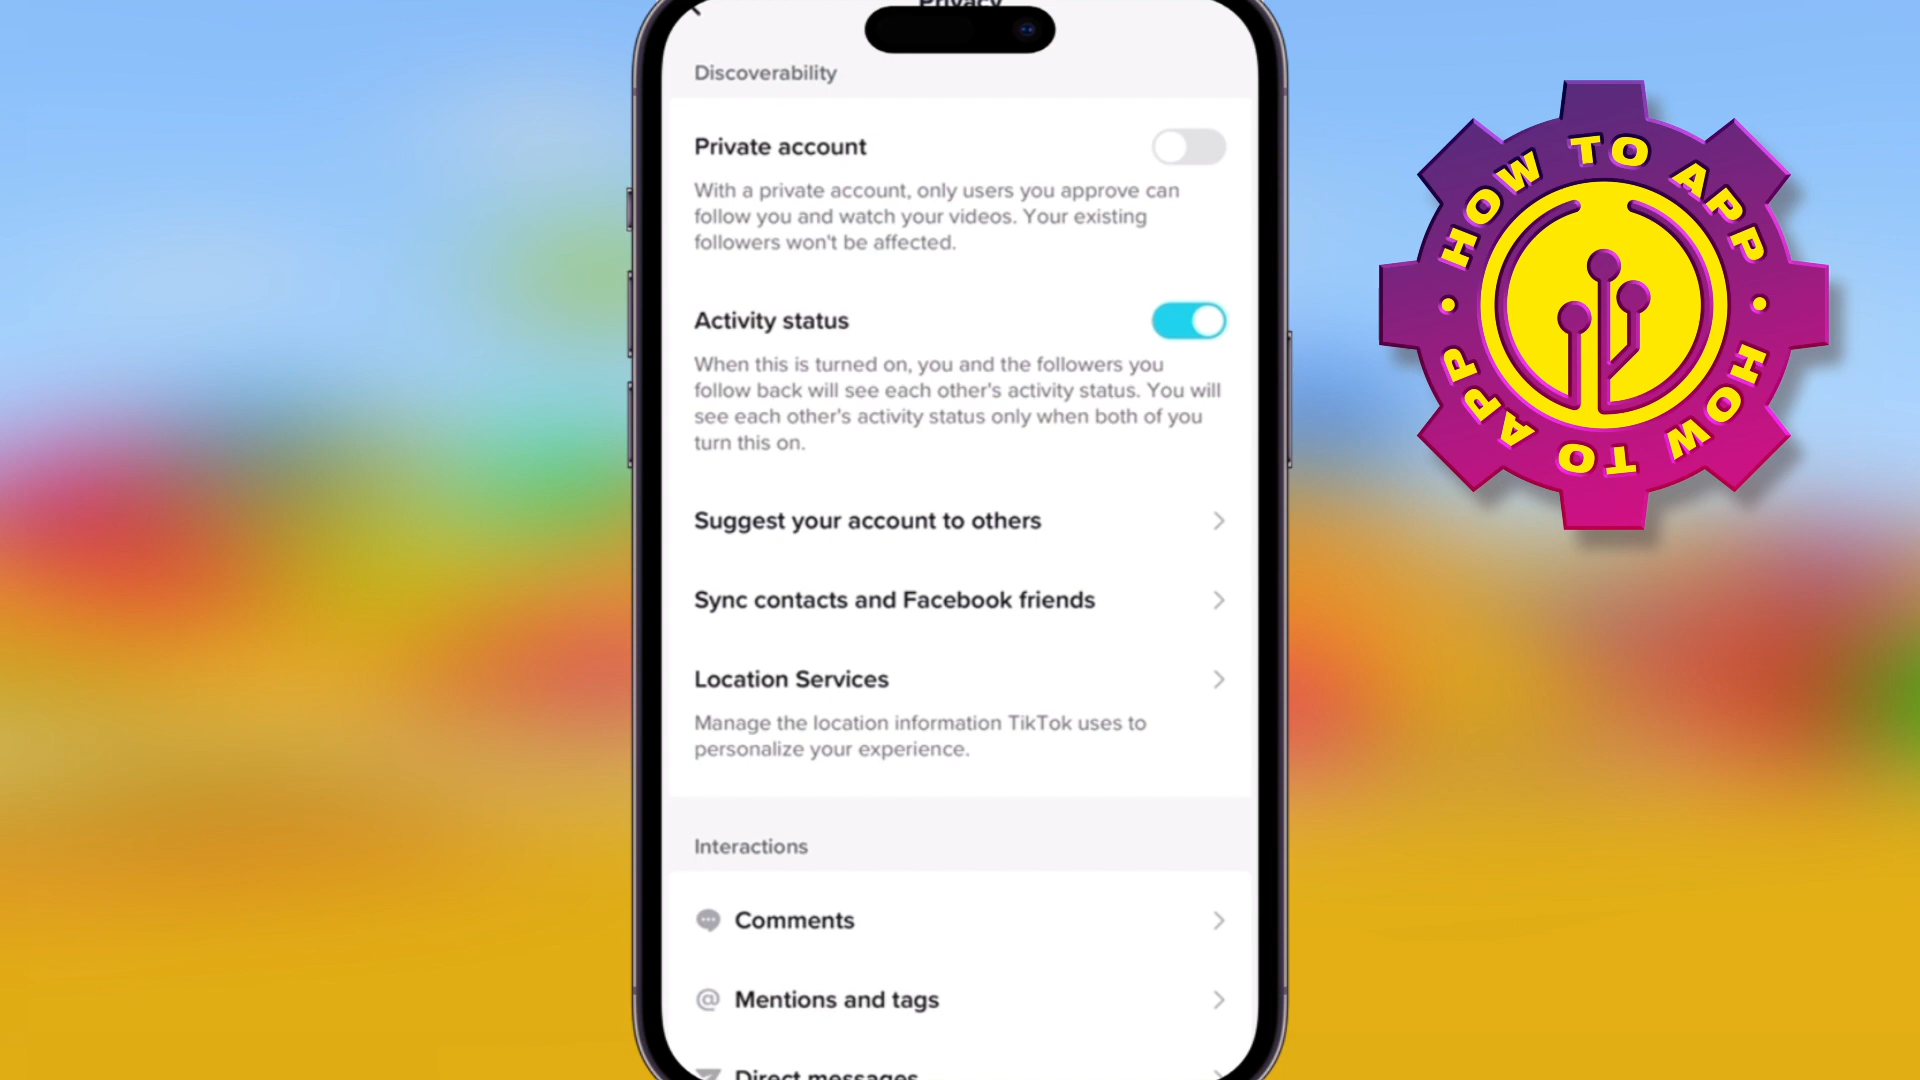 Privacy
Discoverability
Private account
With a private account, only users you approve can
follow you and watch your videos. Your existing
followers won't be affected.
Activity status
When this is turned on, you and the followers you
follow back will see each other's activity status. You will
see each other's activity status only when both of you
turn this on.
Suggest your account to others
Sync contacts and Facebook friends
Location Services
Manage the location information TikTok uses to
personalize your experience.
Interactions
Comments
@ Mentions and tags
Direct messages
HOW TO APP
HOW TO APP